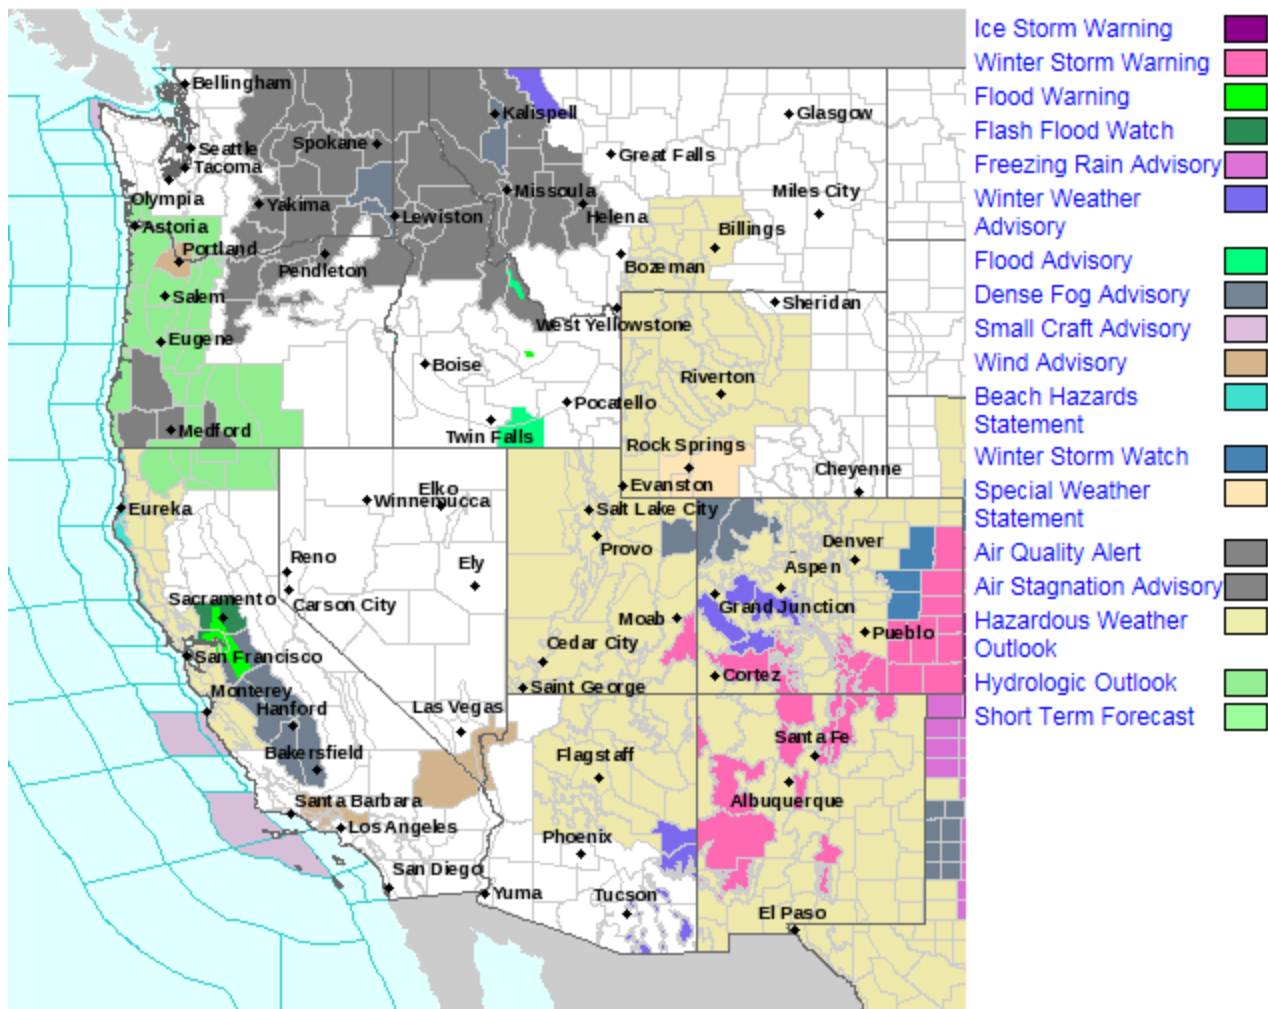 Bellingham
Kalispell
Glasgow
Seattle
Spokane
Great Falls
Tacoma
Missoula
Miles City
Olympia
Yakima
Lewiston
Helena
Astoria
Billings
Portland
Pendleton
Bozeman
Salem
Sheridan
West Yellowstone
Eugene
Boise
Riverton
Pocatello
Medford
Twin Falls
Rock Springs
Cheyenne
Elko
Evanston
Winnemucca
Eureka
Salt Lake City
Provo
Denver
Reno
Ely
Aspen
Sacramento
Carson City
Grand Junction
Moab
Pueblo
Cedar City
San Francisco
Cortez
Saint George
Monterey
Hanford
Las Vegas
Santa Fe
Bakersfield
Flagstaff
Santa Barbara
Albuquerque
Los Angeles
Phoenix
San Diego
Yuma
Tucson
El Paso
Ice Storm Warning
Winter Storm Warning
Flood Warning
Flash Flood Watch
Freezing Rain Advisory
Winter Weather
Advisory
Flood Advisory
Dense Fog Advisory
Small Craft Advisory
Wind Advisory
Beach Hazards
Statement
Winter Storm Watch
Special Weather
Statement
Air Quality Alert
Air Stagnation Advisory
Hazardous Weather
Outlook
Hydrologic Outlook
Short Term Forecast